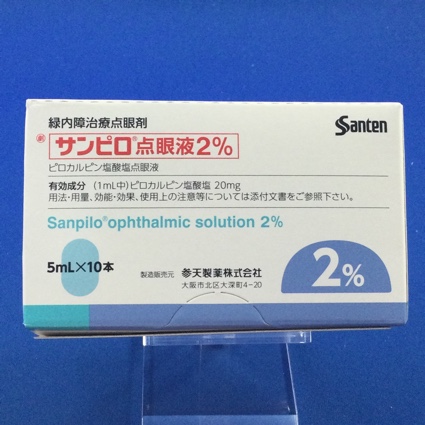 緑内障治療点眼剤
Santen
劇 サンピロ®点眼液2%
ピロカルピン塩酸塩点眼液
有効成分 (1mL中)ピロカルピン塩酸塩 20mg
用法・用量、効能・効果、使用上の注意等については添付文書をご参照下さい。
Sanpilo®ophthalmic solution 2%
5mL×10本
製造販売元 参天製薬株式会社
大阪市北区大深町4-20
2%